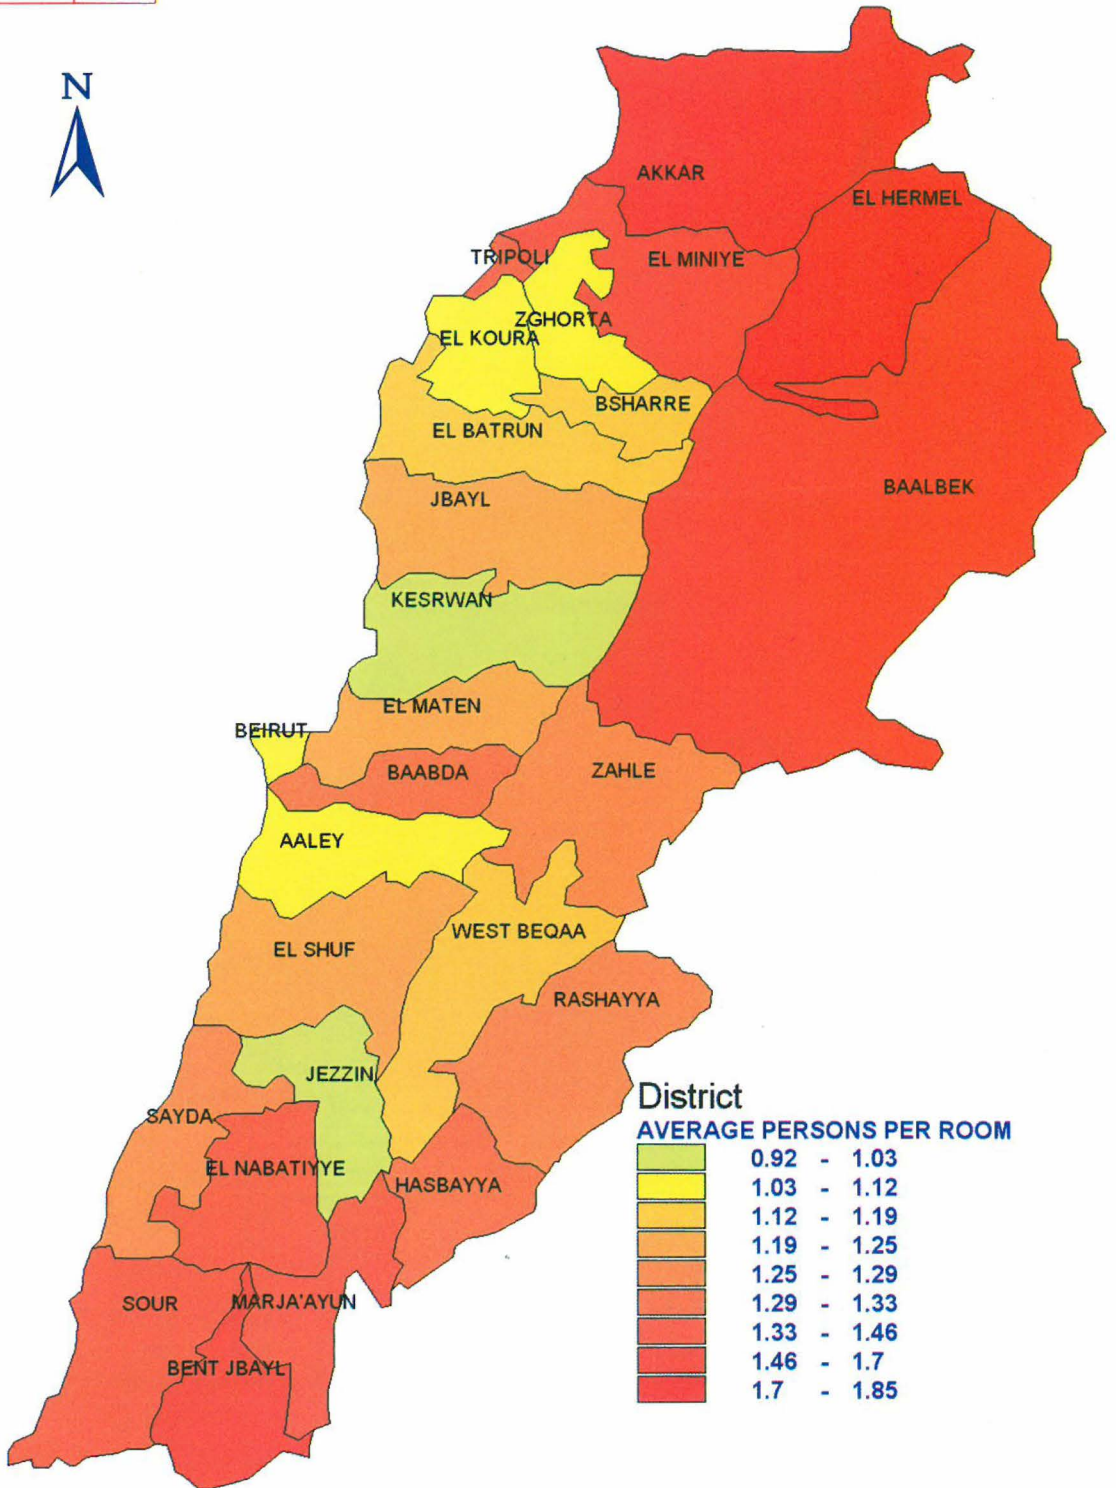 N
AKKAR
EL HERMEL
TRIPOLI
EL MINIYE
ZGHORTA
EL KOURA
BSHARRE
EL BATRUN
BAALBEK
JBAYL
KESRWAN
EL MATEN
BEIRUT
BAABDA
ZAHLE
AALEY
WEST BEQAA
EL SHUF
RASHAYYA
JEZZIN
SAYDA
EL NABATIYYE
HASBAYYA
SOUR
MARJA'AYUN
BENT JBAYL
District
AVERAGE PERSONS PER ROOM
0.92 - 1.03
1.03 - 1.12
1.12 - 1.19
1.19 - 1.25
1.25 - 1.29
1.29 - 1.33
1.33 - 1.46
1.46 - 1.7
1.7 - 1.85